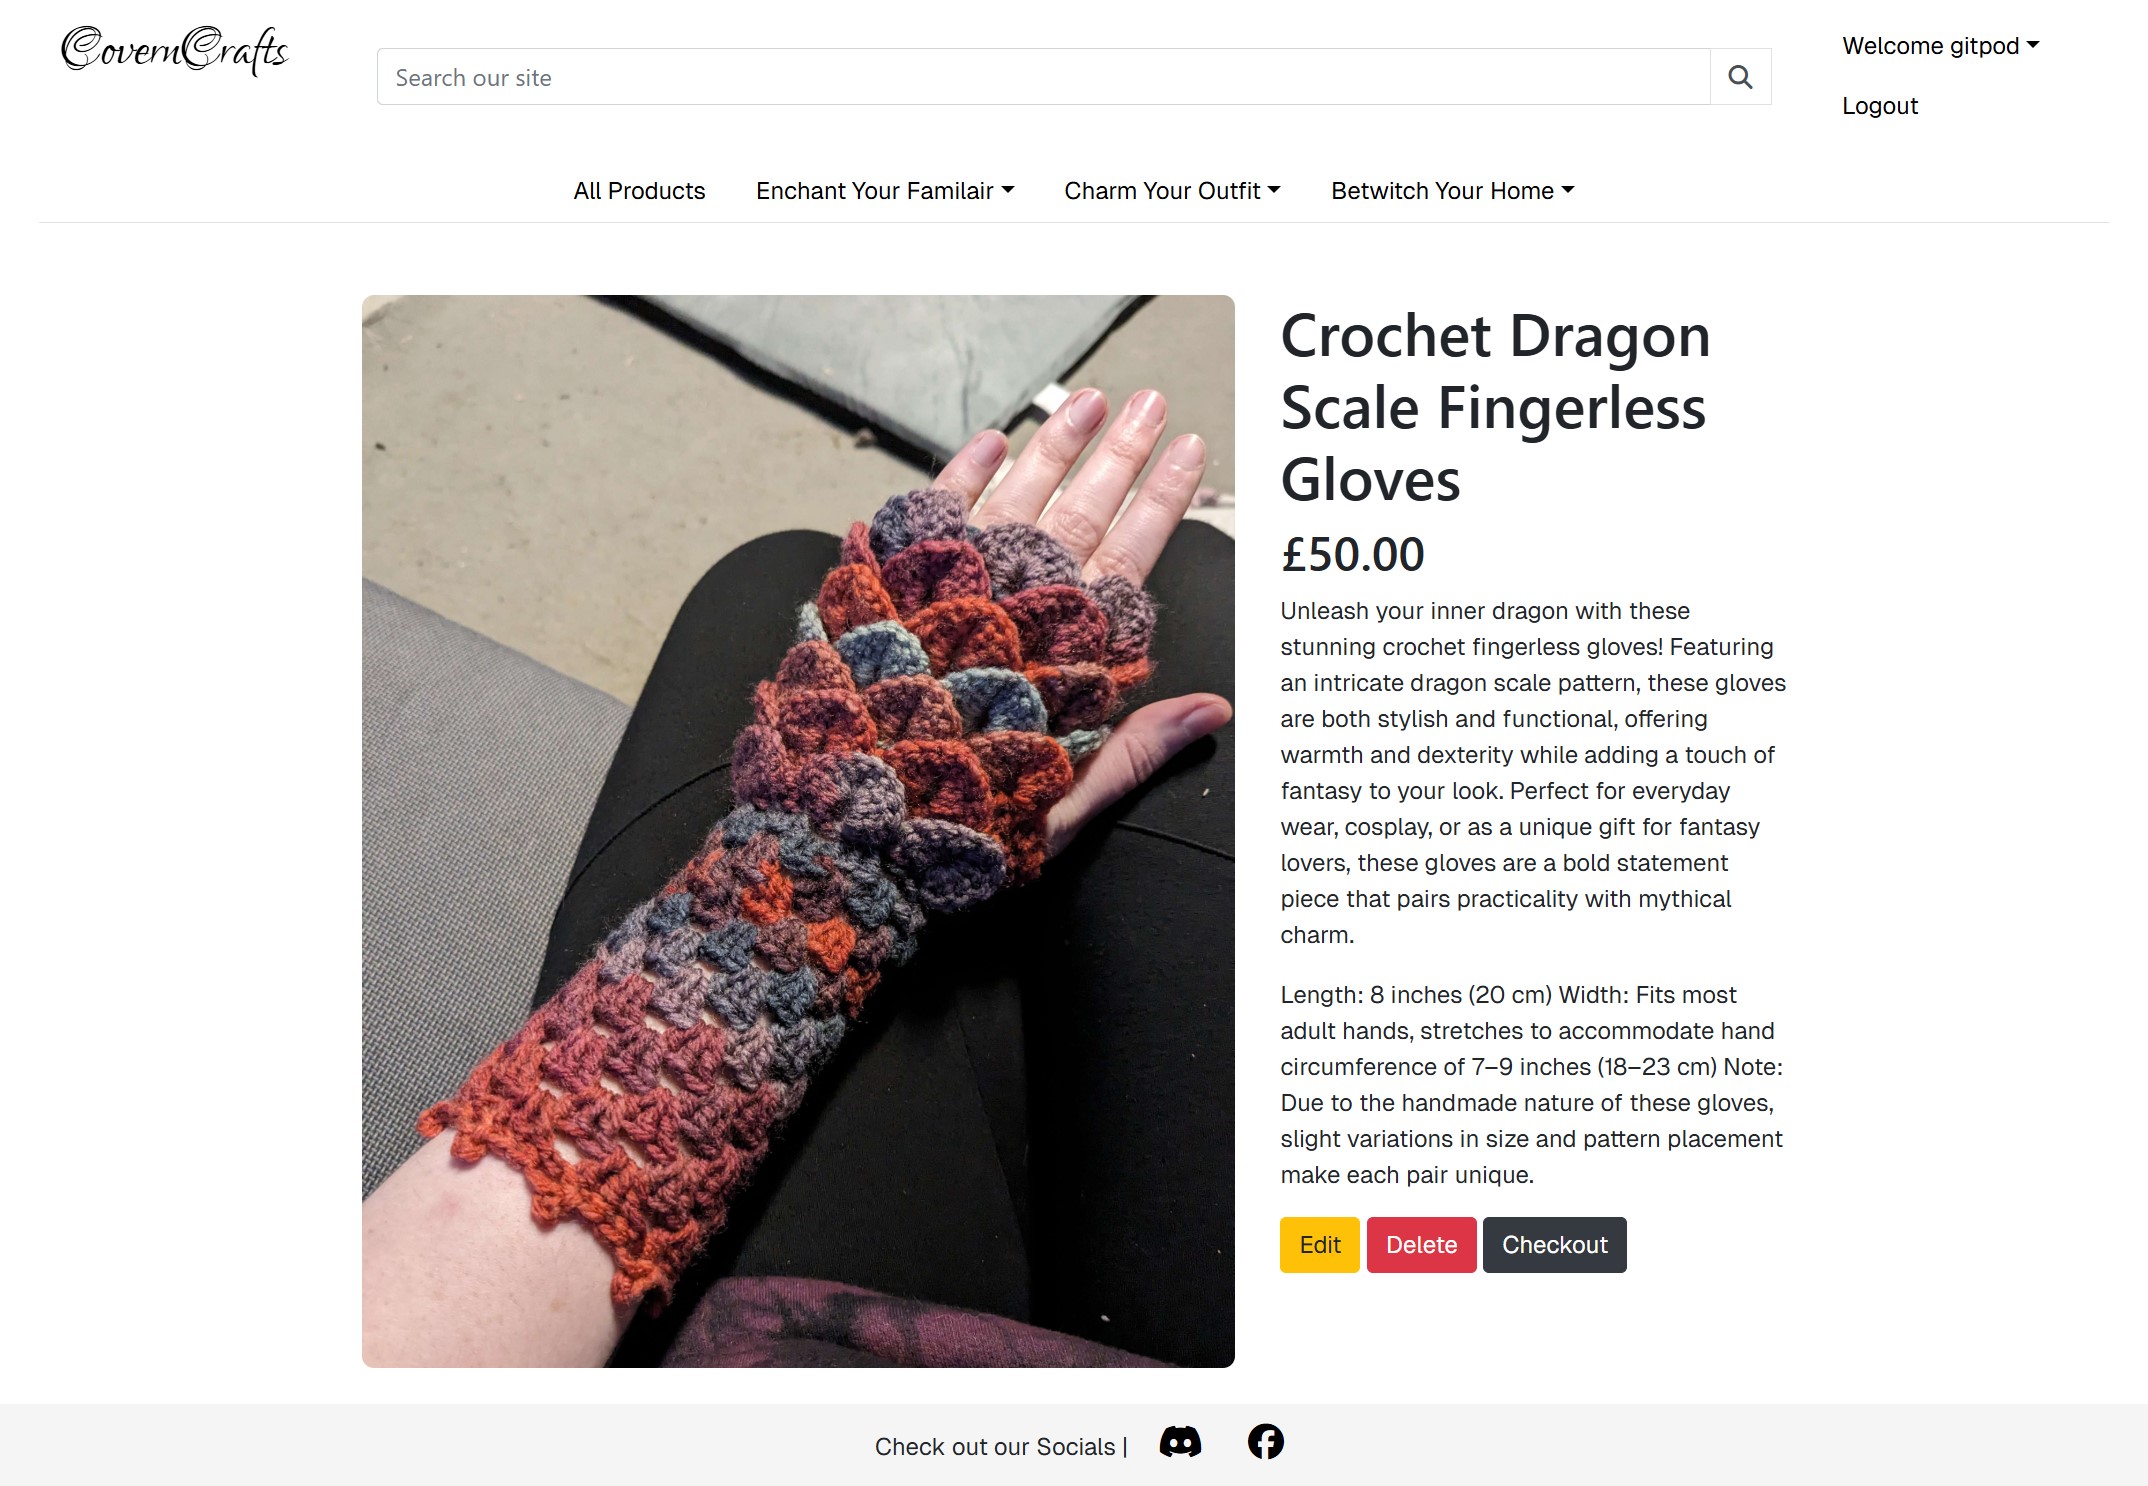 CovernCrafts
Search our site
Welcome gitpod
Logout
All Products
Enchant Your Familair
Charm Your Outfit
Betwitch Your Home
Crochet Dragon
Scale Fingerless
Gloves
£50.00
Unleash your inner dragon with these
stunning crochet fingerless gloves! Featuring
an intricate dragon scale pattern, these gloves
are both stylish and functional, offering
warmth and dexterity while adding a touch of
fantasy to your look. Perfect for everyday
wear, cosplay, or as a unique gift for fantasy
lovers, these gloves are a bold statement
piece that pairs practicality with mythical
charm.
Length: 8 inches (20 cm) Width: Fits most
adult hands, stretches to accommodate hand
circumference of 7–9 inches (18–23 cm) Note:
Due to the handmade nature of these gloves,
slight variations in size and pattern placement
make each pair unique.
Edit
Delete
Checkout
Check out our Socials |